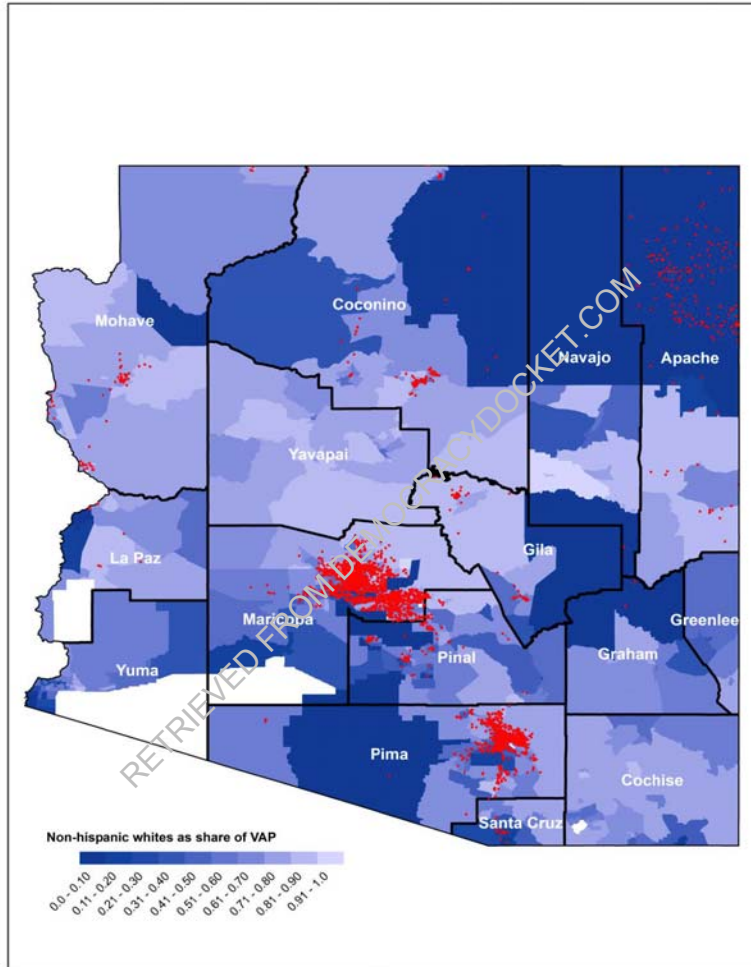 Coconino
Mohave
Navajo
Apache
Yavapai
La Paz
Gila
Maricopa
Greenlee
Yuma
Pinal
Graham
Pima
Cochise
Santa Cruz
RETRIEVED FROM DEMOCRACYDOCKET.COM
Non-hispanic whites as share of VAP
0.0 - 0.10
0.11 - 0.20
0.21 - 0.30
0.31 - 0.40
0.41 - 0.50
0.51 - 0.60
0.61 - 0.70
0.71 - 0.80
0.81 - 0.90
0.91 - 1.0